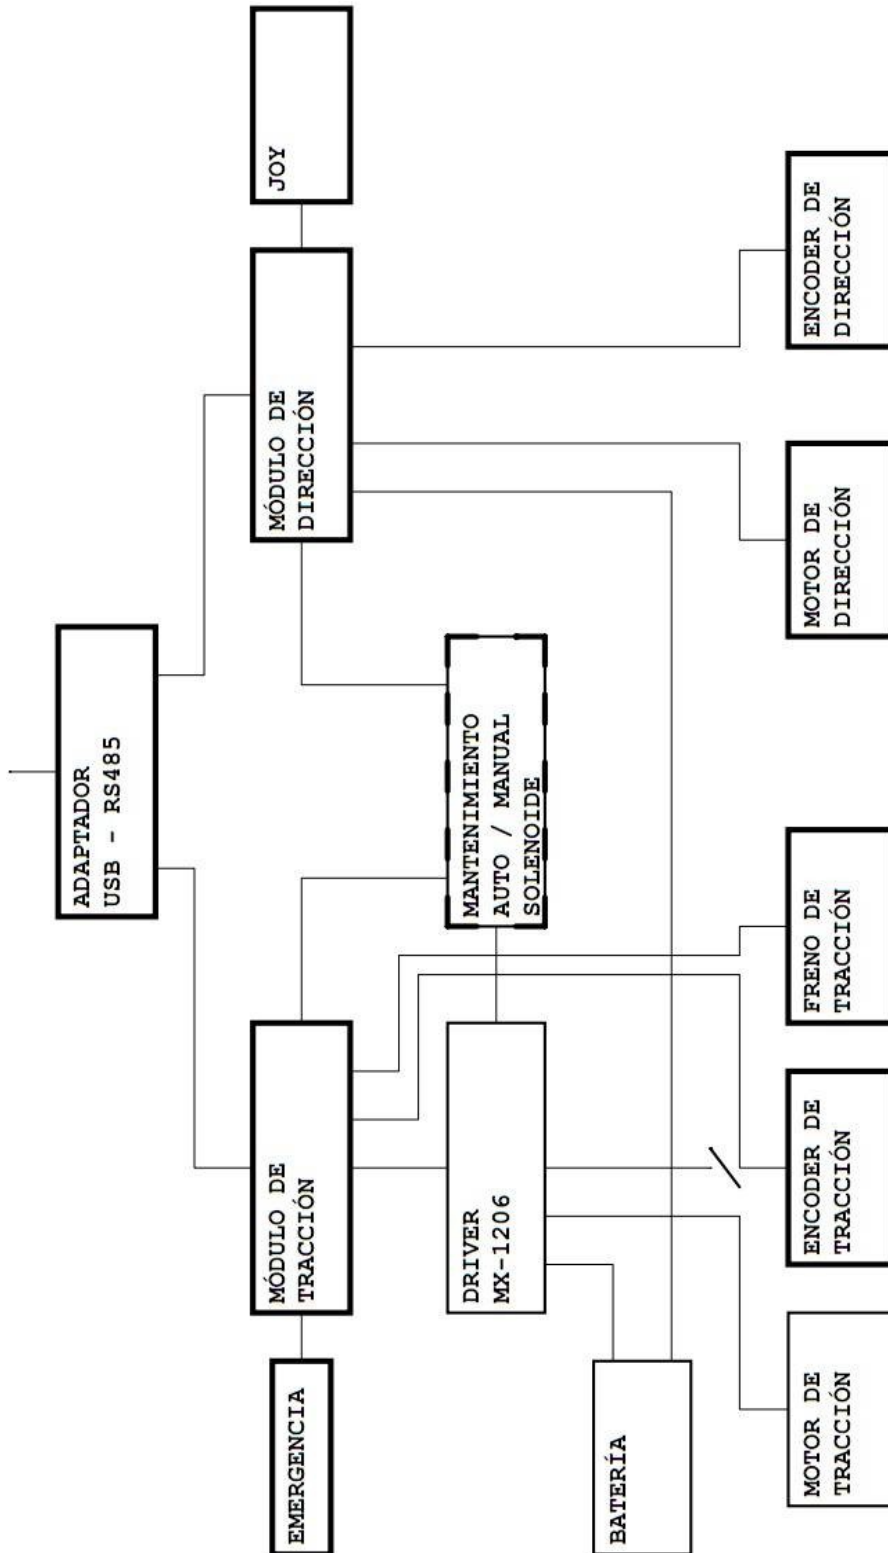 ADAPTADOR
USB - RS485
EMERGENCIA
MÓDULO DE
TRACCIÓN
MÓDULO DE
DIRECCIÓN
JOY
DRIVER
MX-1206
MANTENIMIENTO
AUTO / MANUAL
SOLENOIDE
BATERÍA
MOTOR DE
TRACCIÓN
ENCODER DE
TRACCIÓN
FRENO DE
TRACCIÓN
MOTOR DE
DIRECCIÓN
ENCODER DE
DIRECCIÓN